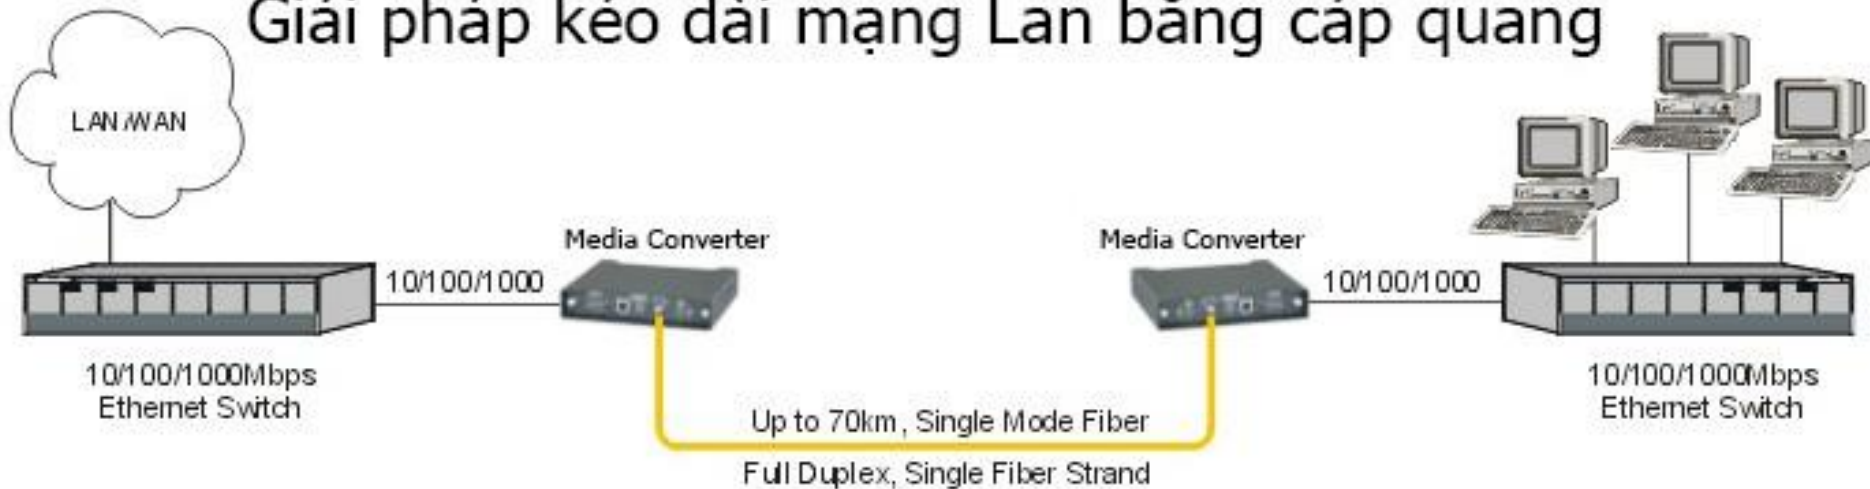 Giải pháp kéo dài mạng Lan bằng cáp quang
LAN/WAN
Media Converter
Media Converter
10/100/1000
10/100/1000
10/100/1000Mbps
Ethernet Switch
10/100/1000Mbps
Ethernet Switch
Up to 70km, Single Mode Fiber
Full Duplex, Single Fiber Strand